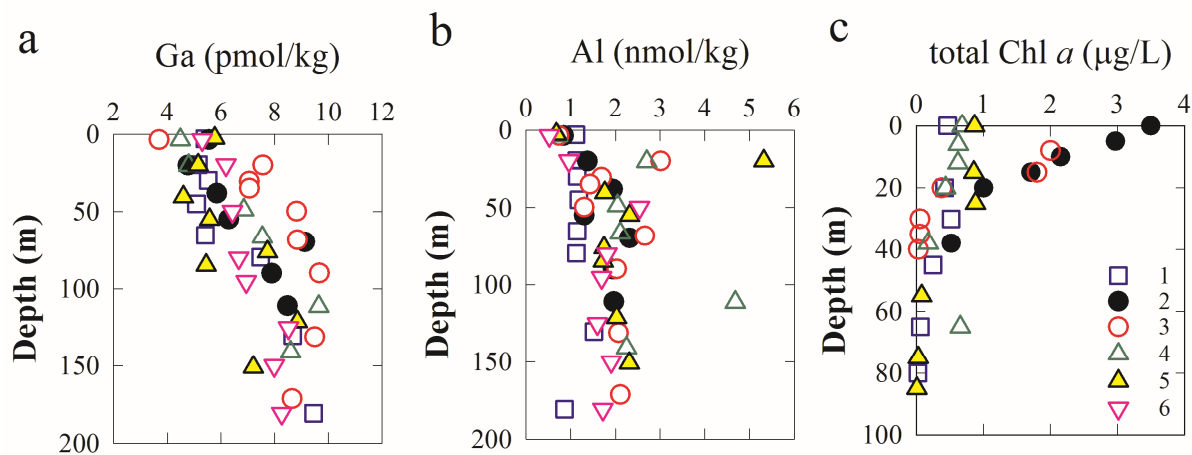 a
Ga (pmol/kg)
2 4 6 8 10 12
0
50
100
150
200
Depth (m)
b
Al (nmol/kg)
0 1 2 3 4 5 6
0
50
100
150
200
Depth (m)
c
total Chl a (µg/L)
0 1 2 3 4
0
20
40
60
80
100
Depth (m)
1
2
3
4
5
6